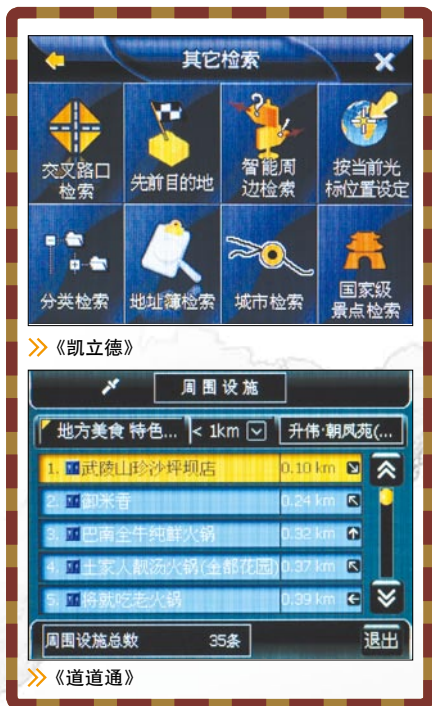 其它检索
交叉路口
检索
先前目的地
智能周
边检索
按当前光
标位置设定
分类检索
地址簿检索
城市检索
国家级
景点检索
《凯立德》
周围设施
地方美食 特色...
< 1km
升伟·朝凤苑(...
1. 武陵山珍沙坪坝店 0.10 km
2. 御米香 0.24 km
3. 巴南全牛纯鲜火锅 0.32 km
4. 土家人靓汤火锅(金都花园) 0.37 km
5. 将就吃老火锅 0.39 km
周围设施总数 35条
退出
《道道通》